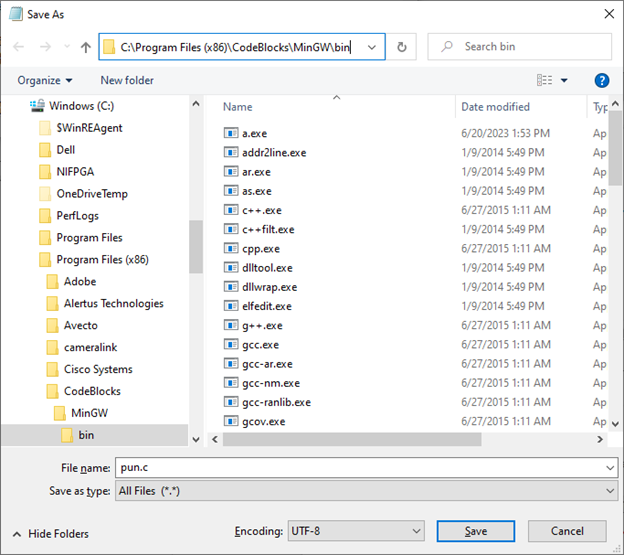 Save As
C:\Program Files (x86)\CodeBlocks\MinGW\bin
Search bin
Organize New folder
Windows (C:)
$WinREAgent
Dell
NIFPGA
OneDriveTemp
PerfLogs
Program Files
Program Files (x86)
Adobe
Alertus Technologies
Avecto
cameralink
Cisco Systems
CodeBlocks
MinGW
bin
Name Date modified Typ
a.exe 6/20/2023 1:53 PM Ap
addr2line.exe 1/9/2014 5:49 PM Ap
ar.exe 1/9/2014 5:49 PM Ap
as.exe 1/9/2014 5:49 PM Ap
c++.exe 6/27/2015 1:11 AM Ap
c++filt.exe 1/9/2014 5:49 PM Ap
cpp.exe 6/27/2015 1:11 AM Ap
dlltool.exe 1/9/2014 5:49 PM Ap
dllwrap.exe 1/9/2014 5:49 PM Ap
elfedit.exe 1/9/2014 5:49 PM Ap
g++.exe 6/27/2015 1:11 AM Ap
gcc.exe 6/27/2015 1:11 AM Ap
gcc-ar.exe 6/27/2015 1:11 AM Ap
gcc-nm.exe 6/27/2015 1:11 AM Ap
gcc-ranlib.exe 6/27/2015 1:11 AM Ap
gcov.exe 6/27/2015 1:11 AM Ap
File name: pun.c
Save as type: All Files (*.*)
Hide Folders Encoding: UTF-8 Save Cancel